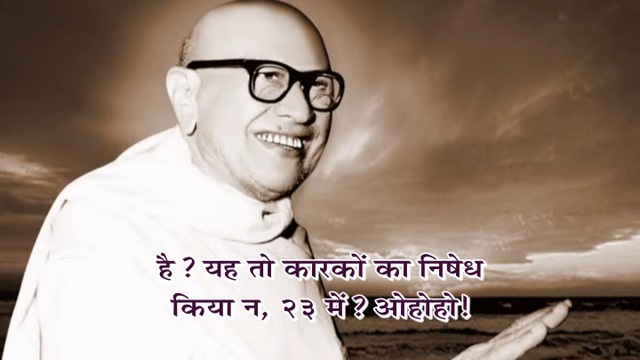 है ? यह तो कारकों का निषेध
किया न, २३ में ? ओहोहो!